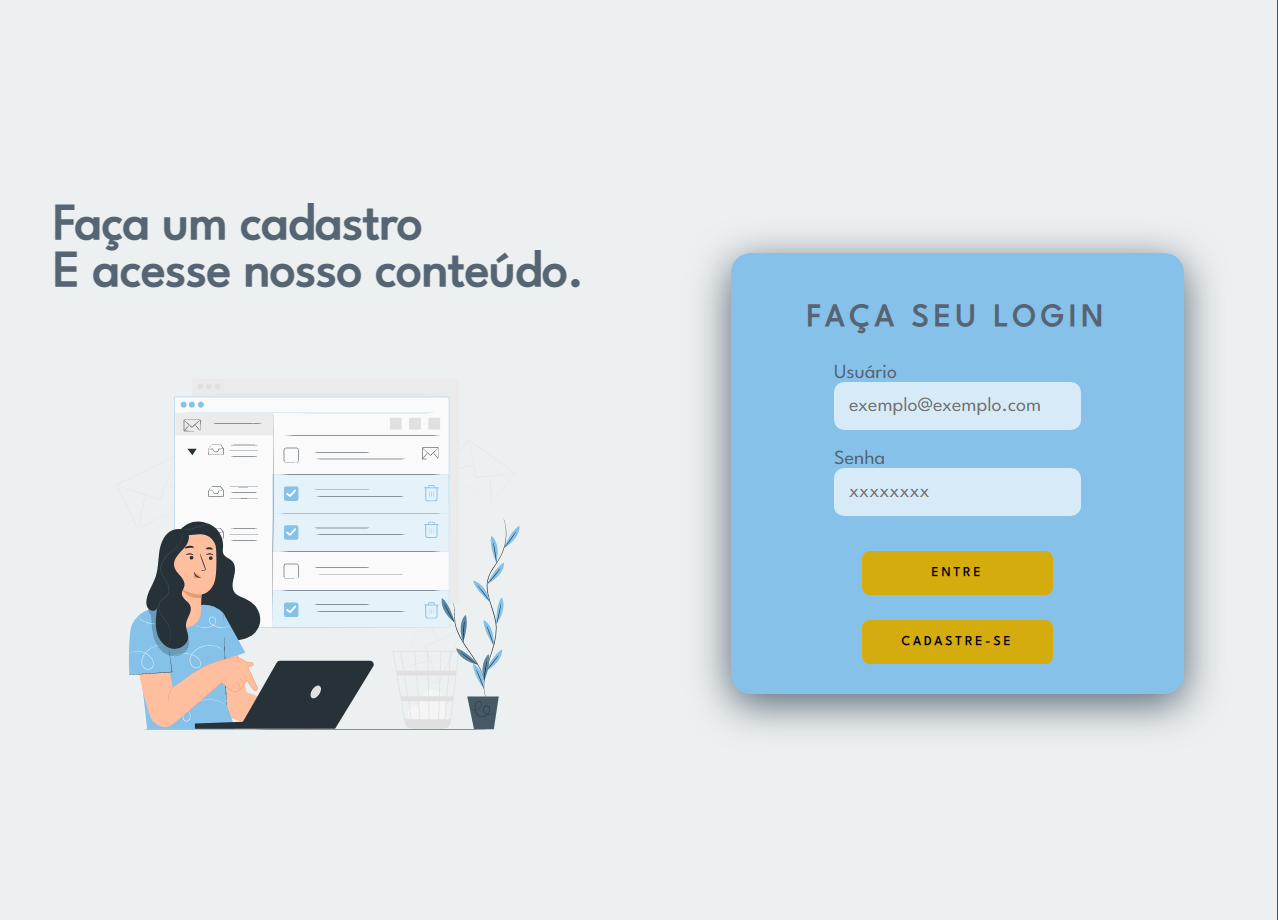 Faça um cadastro
E acesse nosso conteúdo.
FAÇA SEU LOGIN
Usuário
exemplo@exemplo.com
Senha
xxxxxxxx
ENTRE
CADASTRE-SE